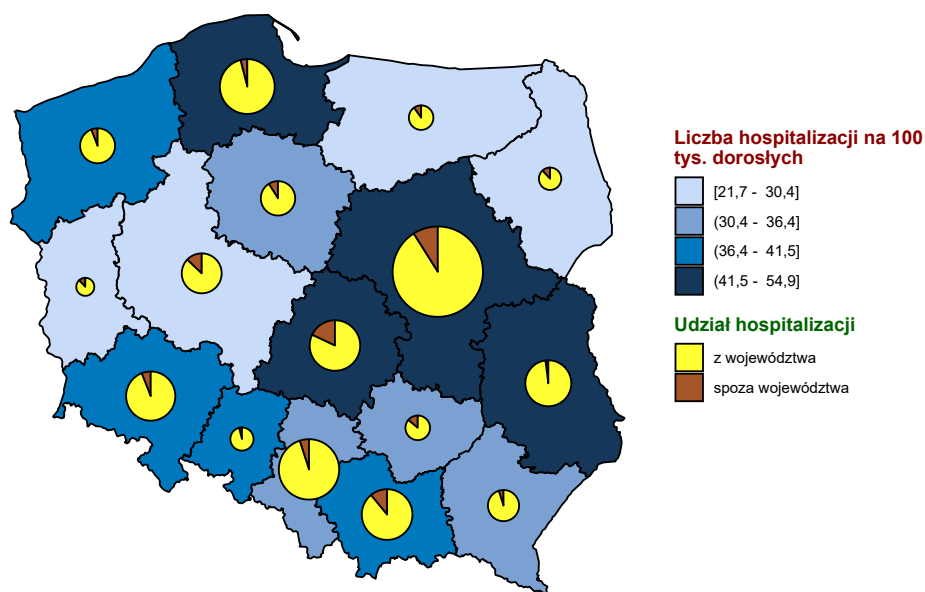 Liczba hospitalizacji na 100
tys. dorosłych
[21,7 - 30,4]
(30,4 - 36,4]
(36,4 - 41,5]
(41,5 - 54,9]
Udział hospitalizacji
z województwa
spoza województwa